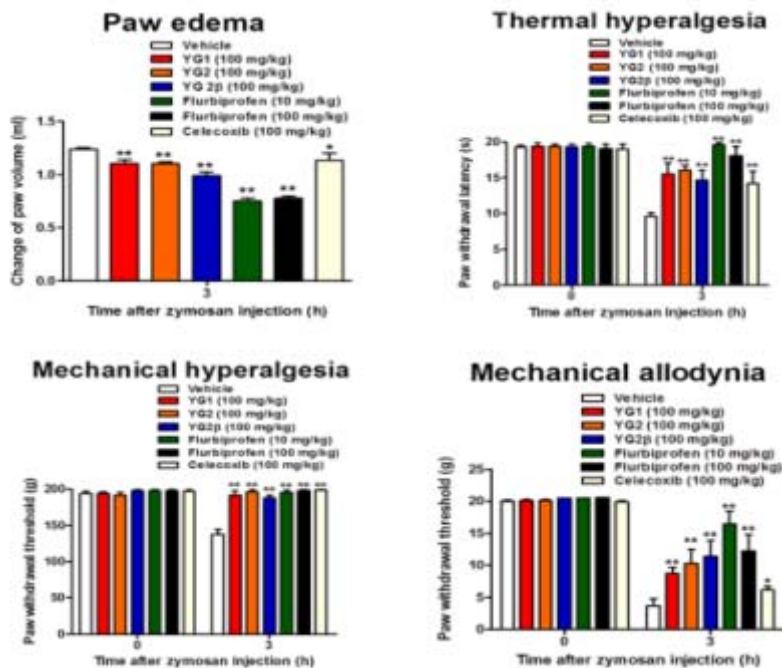 Paw edema
Vehicle
YG1 (100 mg/kg)
YG2 (100 mg/kg)
YG 2β (100 mg/kg)
Flurbiprofen (10 mg/kg)
Flurbiprofen (100 mg/kg)
Celecoxib (100 mg/kg)
Change of paw volume (ml)
1.5
1.0
0.5
0.0
** ** ** ** ** *
3
Time after zymosan injection (h)
Thermal hyperalgesia
Vehicle
YG1 (100 mg/kg)
YG2 (100 mg/kg)
YG2β (100 mg/kg)
Flurbiprofen (10 mg/kg)
Flurbiprofen (100 mg/kg)
Celecoxib (100 mg/kg)
Paw withdrawal latency (s)
20
15
10
5
0
** ** ** ** ** **
0 3
Time after zymosan injection (h)
Mechanical hyperalgesia
Vehicle
YG1 (100 mg/kg)
YG2 (100 mg/kg)
YG2β (100 mg/kg)
Flurbiprofen (10 mg/kg)
Flurbiprofen (100 mg/kg)
Celecoxib (100 mg/kg)
Paw withdrawal threshold (g)
200
150
100
50
0
** ** ** ** ** **
0 3
Time after zymosan injection (h)
Mechanical allodynia
Vehicle
YG1 (100 mg/kg)
YG2 (100 mg/kg)
YG2β (100 mg/kg)
Flurbiprofen (10 mg/kg)
Flurbiprofen (100 mg/kg)
Celecoxib (100 mg/kg)
Paw withdrawal threshold (g)
25
20
15
10
5
0
** ** ** ** ** *
0 3
Time after zymosan injection (h)